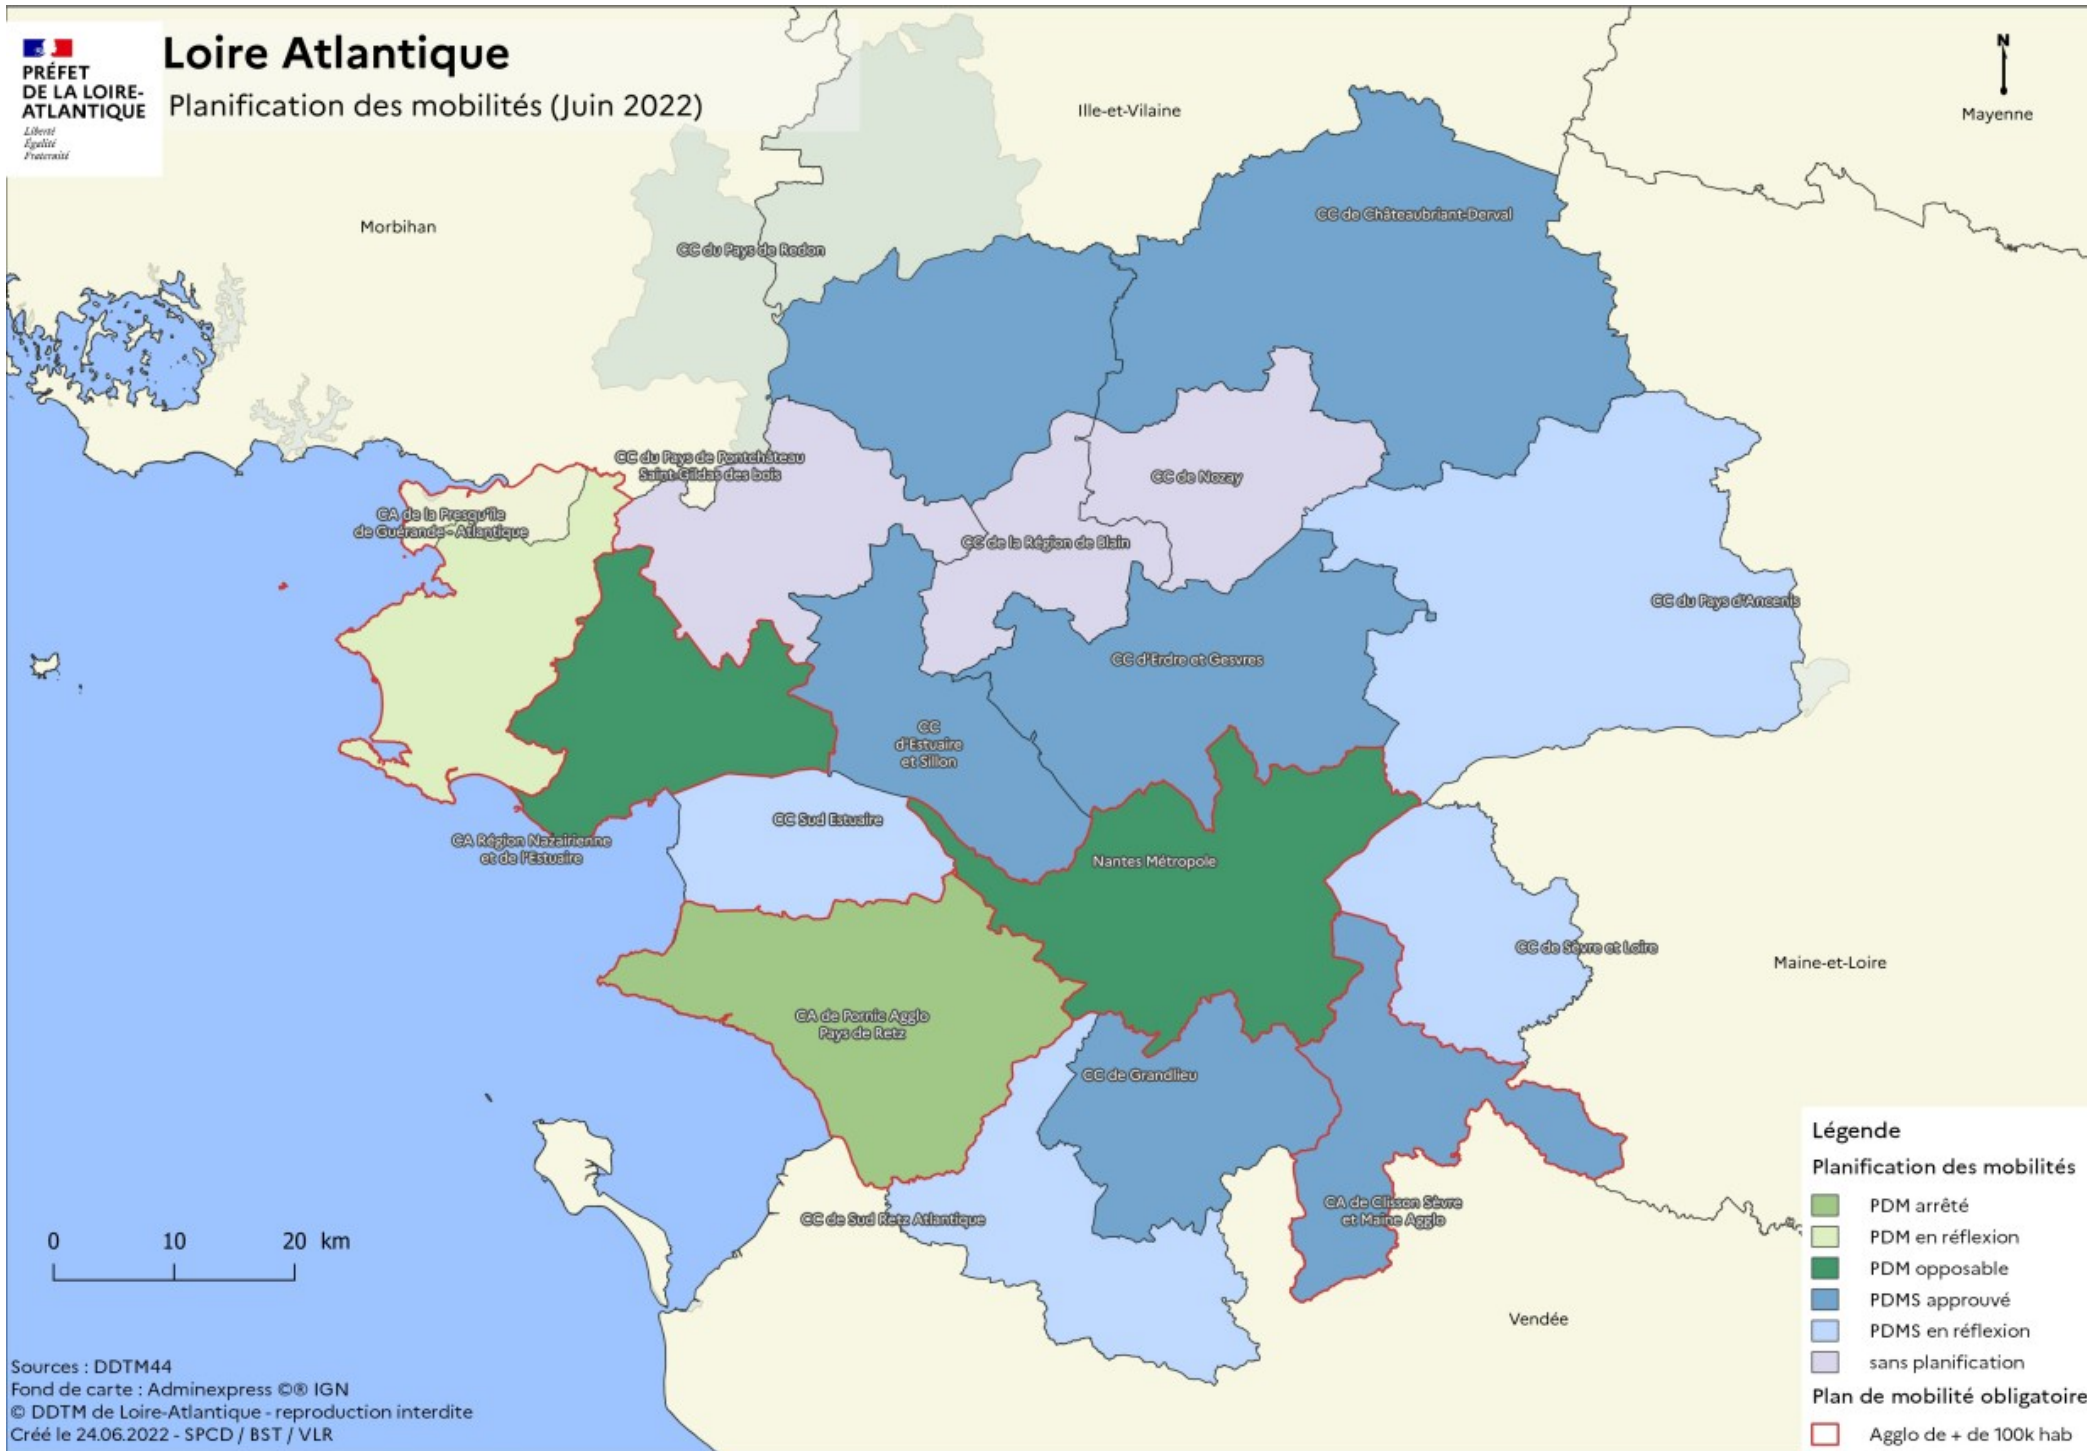 PRÉFET
DE LA LOIRE-
ATLANTIQUE
Liberté
Égalité
Fraternité
Loire Atlantique
Planification des mobilités (Juin 2022)
N
Ille-et-Vilaine
Mayenne
Morbihan
CC de Châteaubriant-Derval
CC du Pays de Redon
CC du Pays de Pontchâteau
Saint-Gildas des bois
CC de Nozay
CA de la Presqu'île
de Guérande - Atlantique
CC de la Région de Blain
CC du Pays d'Ancenis
CC d'Erdre et Gesvres
CC
d'Estuaire
et Sillon
CC Sud Estuaire
CA Région Nazairienne
et de l'Estuaire
Nantes Métropole
CC de Sèvre et Loire
Maine-et-Loire
CA de Pornic Agglo
Pays de Retz
CC de Grandlieu
CA de Clisson Sèvre
et Maine Agglo
CC de Sud Retz Atlantique
Vendée
0 10 20 km
Sources : DDTM44
Fond de carte : Adminexpress ©® IGN
© DDTM de Loire-Atlantique - reproduction interdite
Créé le 24.06.2022 - SPCD / BST / VLR
Légende
Planification des mobilités
PDM arrêté
PDM en réflexion
PDM opposable
PDMS approuvé
PDMS en réflexion
sans planification
Plan de mobilité obligatoire
Agglo de + de 100k hab